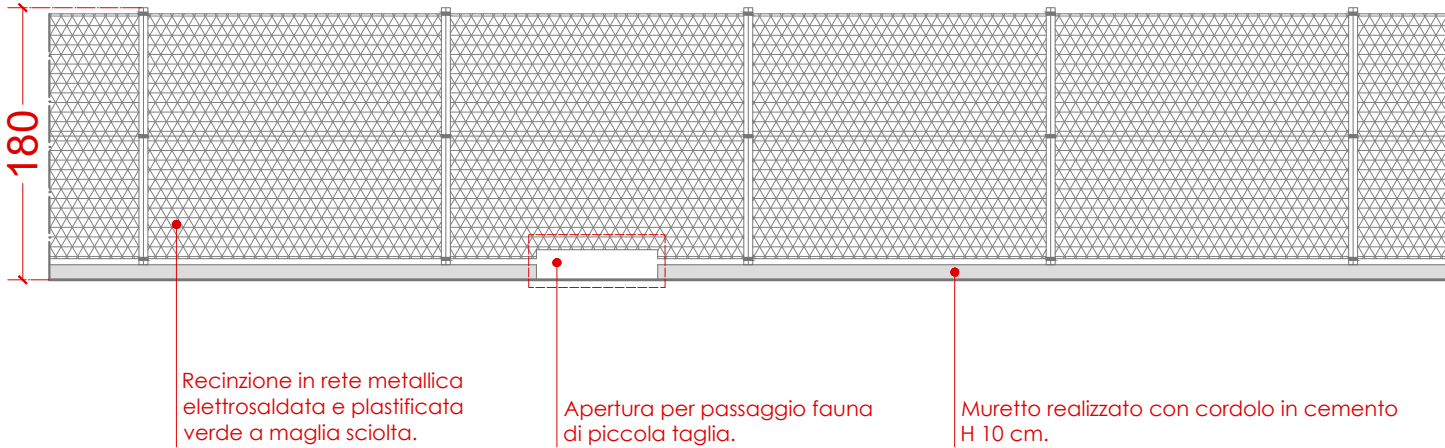 180
Recinzione in rete metallica
elettrosaldata e plastificata
verde a maglia sciolta.
Apertura per passaggio fauna
di piccola taglia.
Muretto realizzato con cordolo in cemento
H 10 cm.